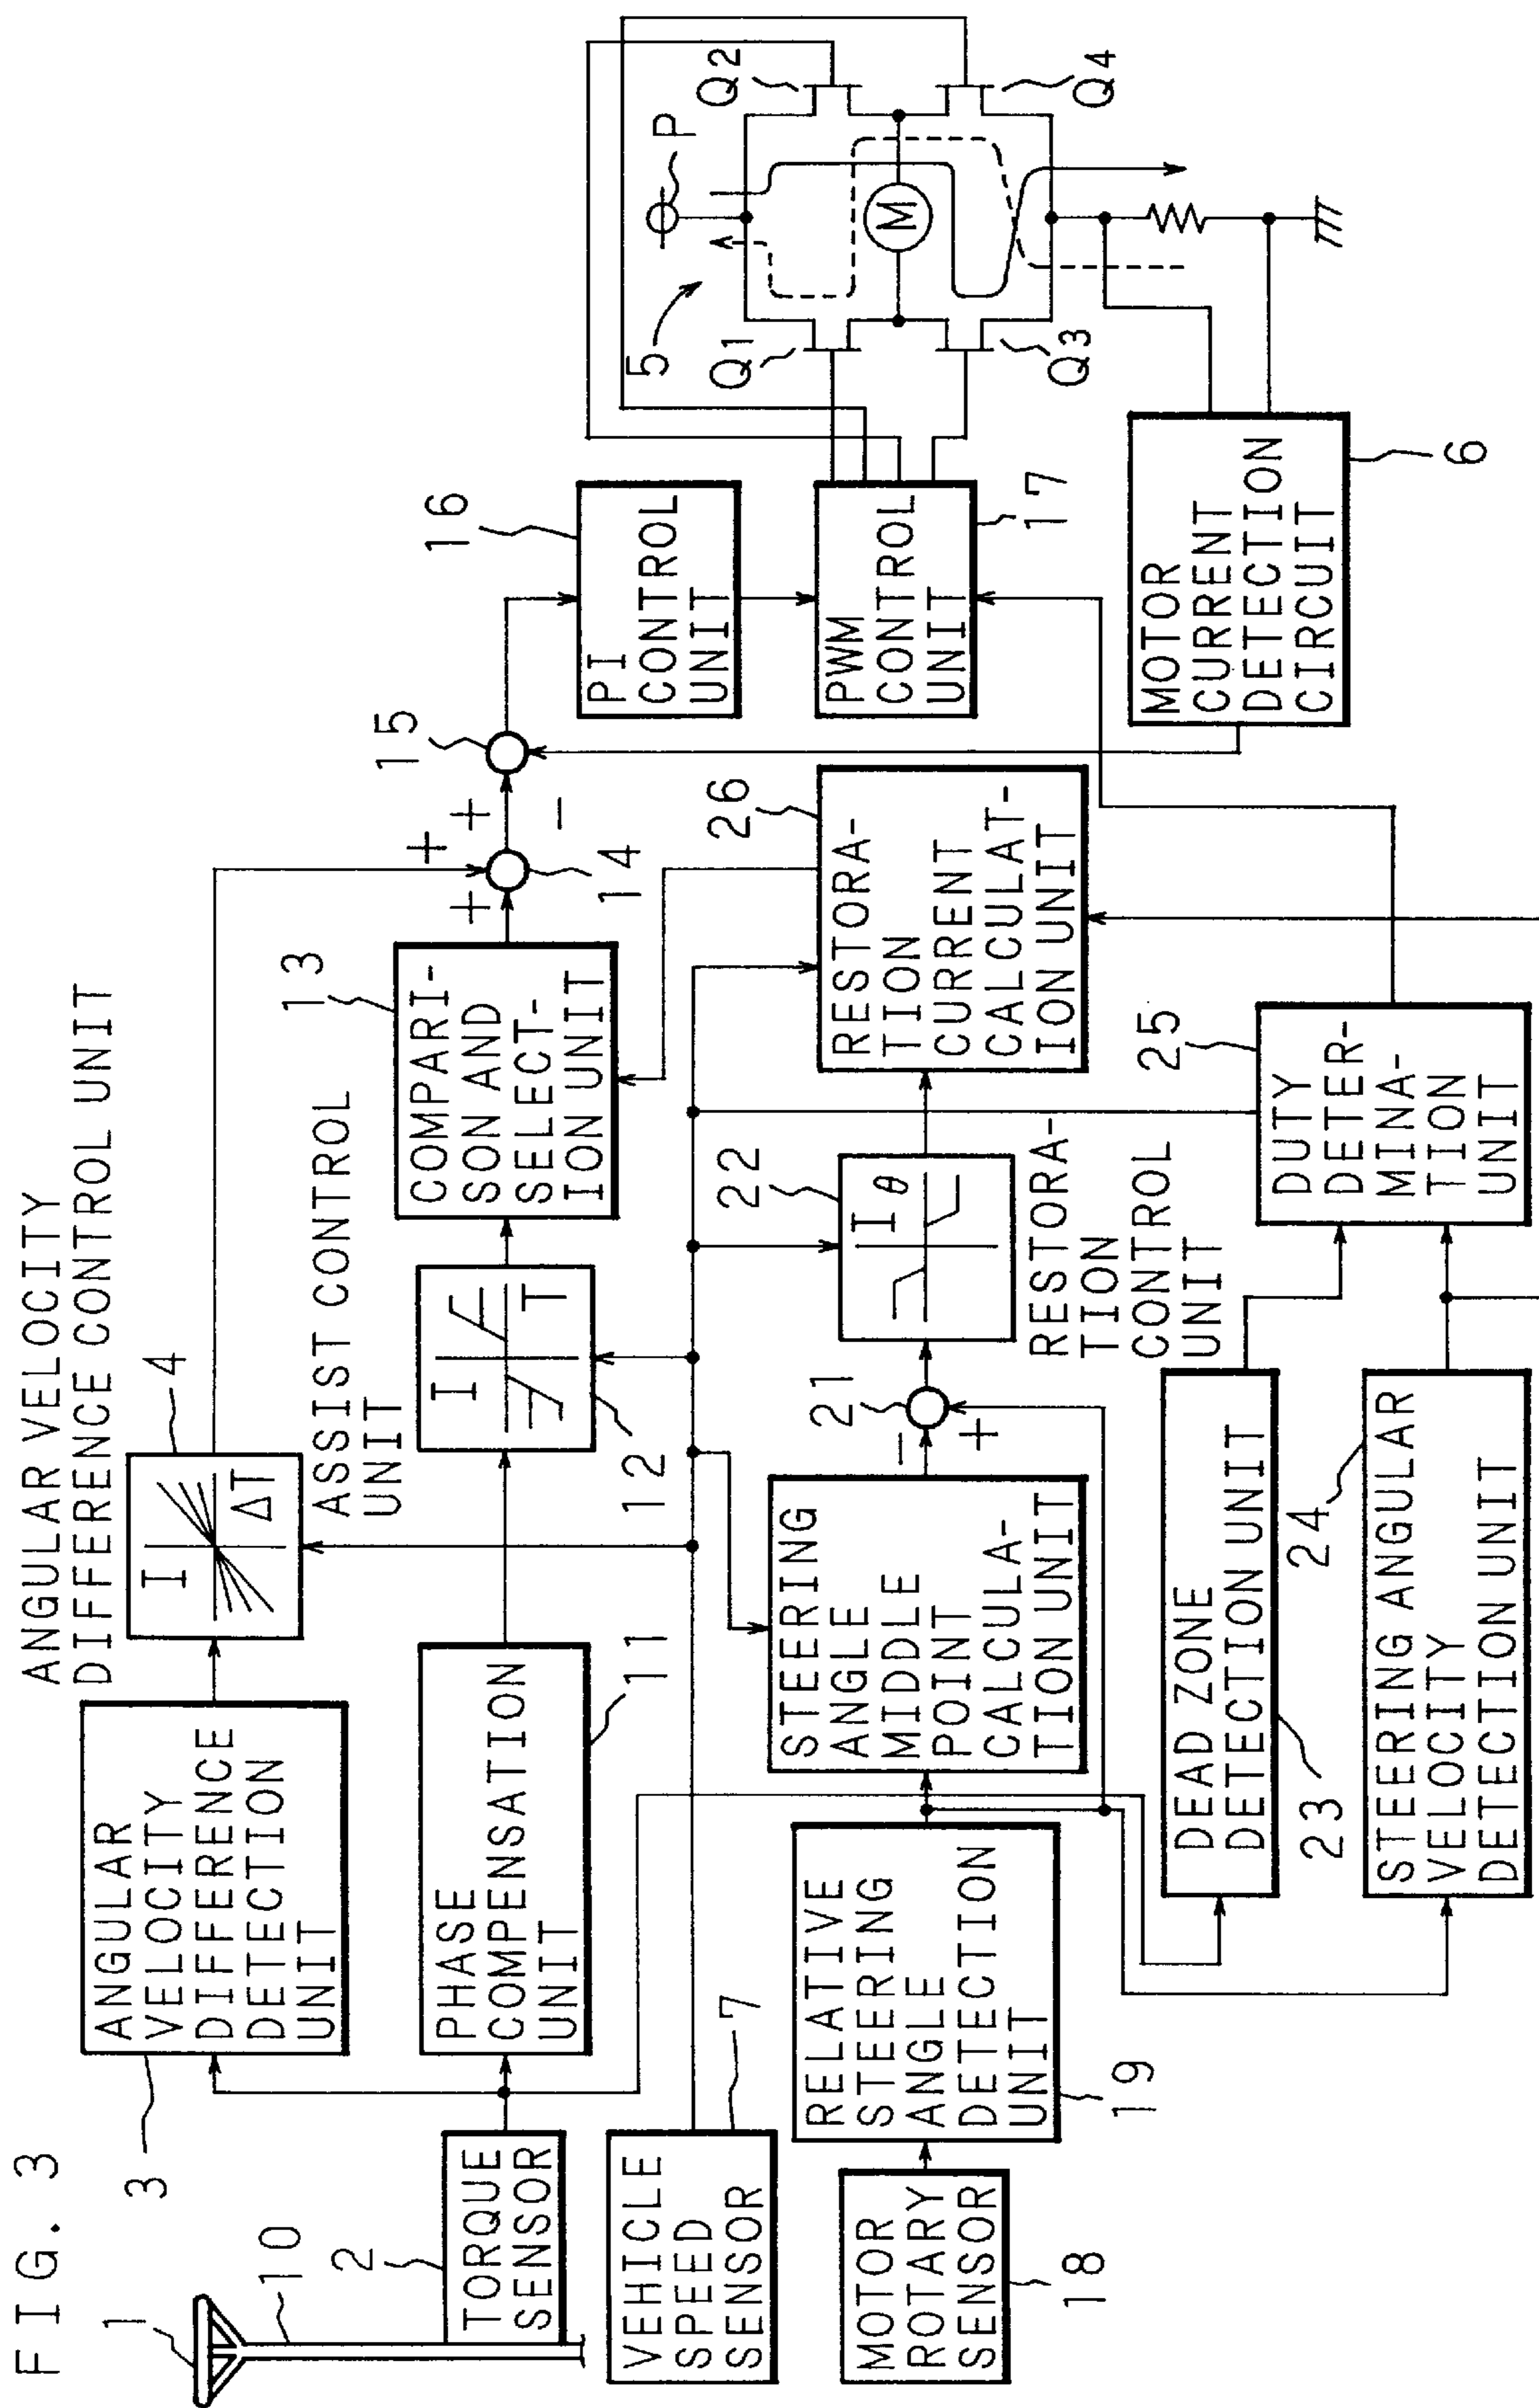 FIG. 3
1
10
2
TORQUE
SENSOR
VEHICLE
SPEED
SENSOR
7
MOTOR
ROTARY
SENSOR
18
3
ANGULAR
VELOCITY
DIFFERENCE
DETECTION
UNIT
PHASE
COMPENSATION
UNIT
11
RELATIVE
STEERING
ANGLE
DETECTION
UNIT
19
ANGULAR VELOCITY
DIFFERENCE CONTROL UNIT
4
I
ΔT
ASSIST CONTROL
UNIT
I
T
12
STEERING
ANGLE
MIDDLE
POINT
CALCULA-
TION UNIT
DEAD ZONE
DETECTION UNIT
23
STEERING ANGULAR
VELOCITY
DETECTION UNIT
24
21
-
+
22
I
θ
RESTORA-
TION
CONTROL
UNIT
13
COMPARI-
SON AND
SELECT-
ION UNIT
RESTORA-
TION
CURRENT
CALCULAT-
ION UNIT
26
DUTY
DETER-
MINA-
TION
UNIT
25
+
+
14
+
-
15
16
PI
CONTROL
UNIT
PWM
CONTROL
UNIT
17
MOTOR
CURRENT
DETECTION
CIRCUIT
6
5
P
Q1
Q2
M
Q3
Q4